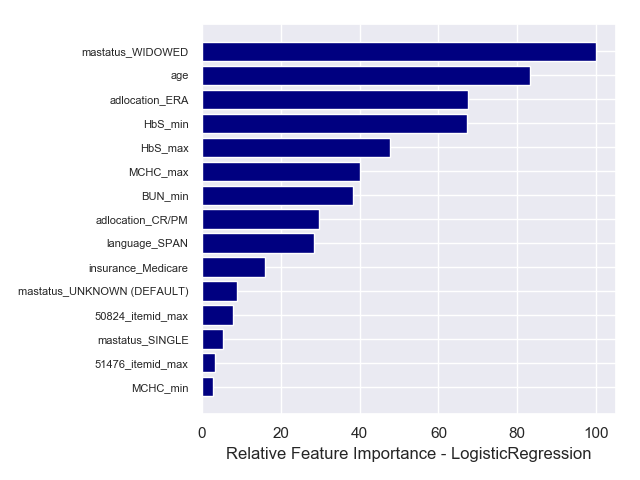 mastatus_WIDOWED
age
adlocation_ERA
HbS_min
HbS_max
MCHC_max
BUN_min
adlocation_CR/PM
language_SPAN
insurance_Medicare
mastatus_UNKNOWN (DEFAULT)
50824_itemid_max
mastatus_SINGLE
51476_itemid_max
MCHC_min
0 20 40 60 80 100
Relative Feature Importance - LogisticRegression